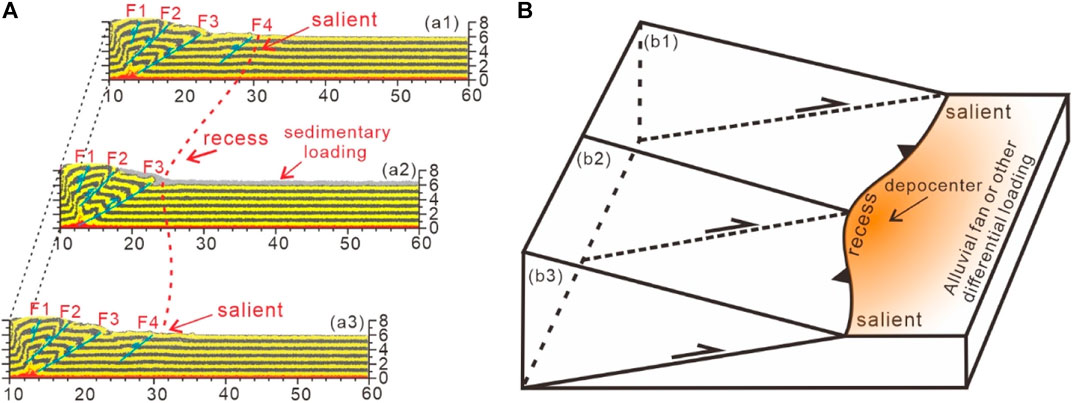 A
F1 F2 F3 F4 salient (a1)
8
6
4
2
0
10 20 30 40 50 60
recess
sedimentary
loading
F1 F2 F3 (a2)
8
6
4
2
0
10 20 30 40 50 60
F1 F2 F3 F4 salient (a3)
8
6
4
2
0
10 20 30 40 50 60
B
(b1)
(b2)
(b3)
salient
depocenter
recess
salient
Alluvial fan or other
differential loading